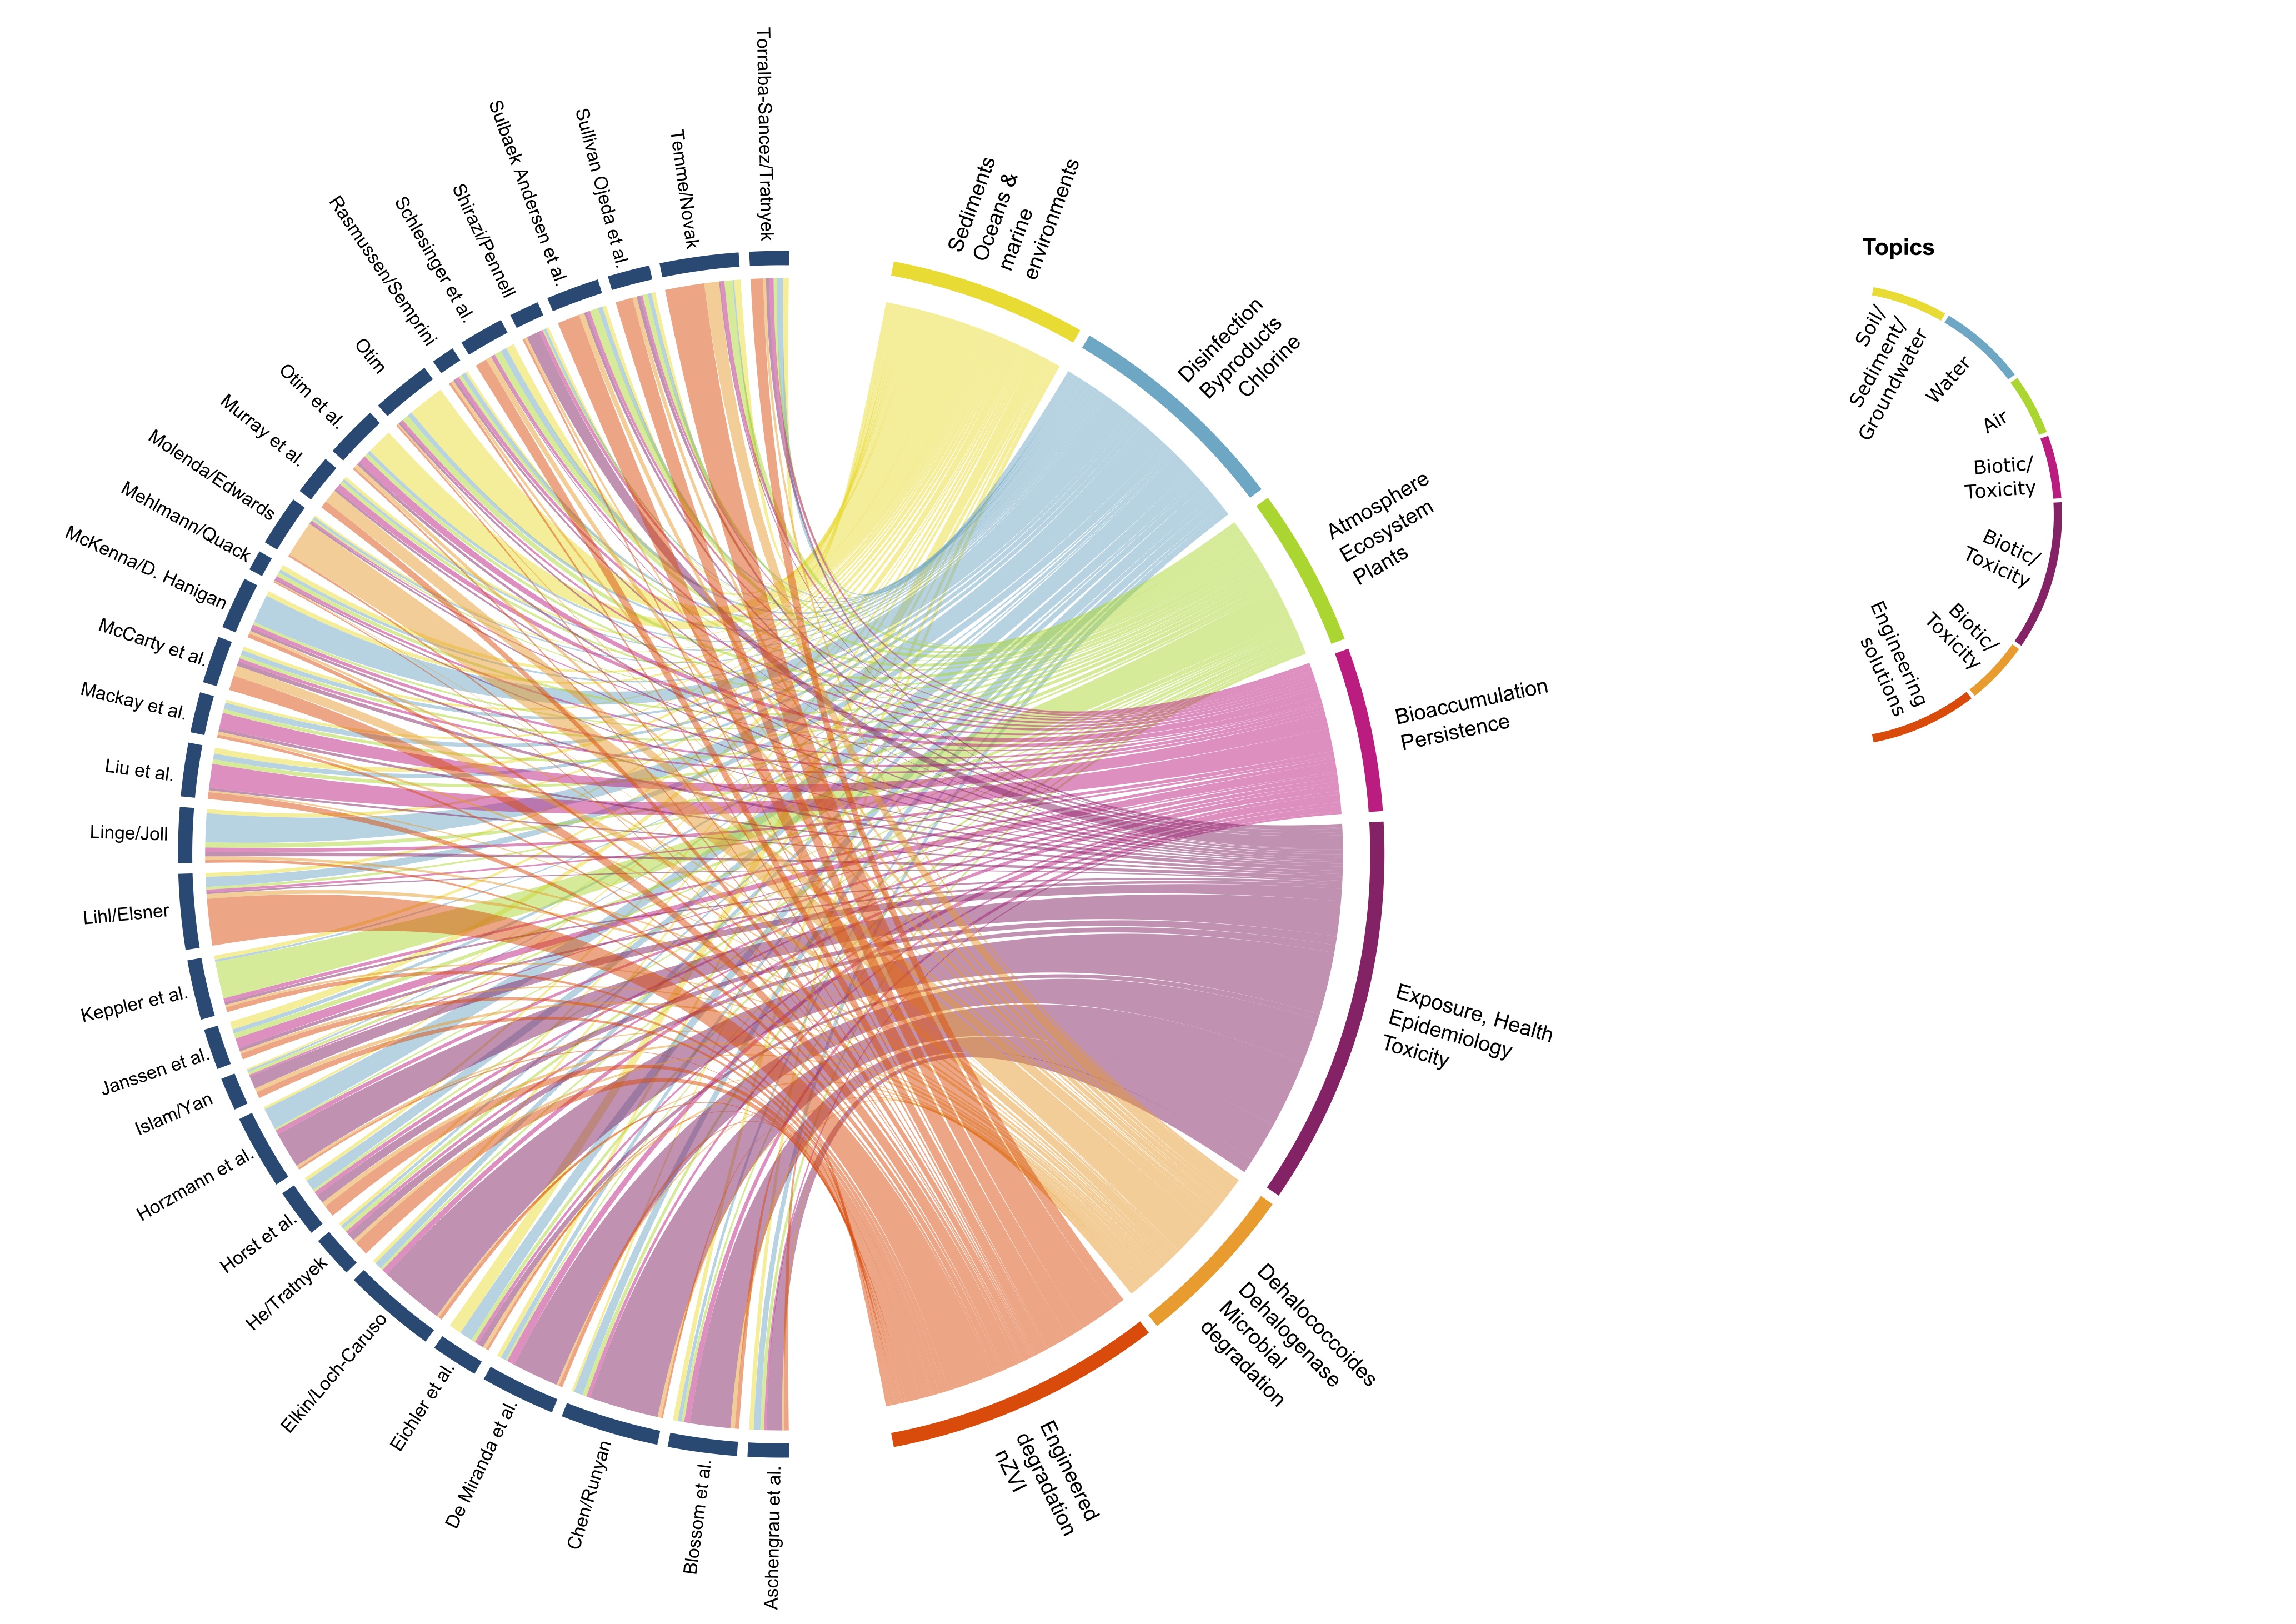 Torralba-Sancez/Tratnyek
Temme/Novak
Sullivan Ojeda et al.
Sulbaek Andersen et al.
Shirazi/Pennell
Schlesinger et al.
Rasmussen/Semprini
Otim
Otim et al.
Murray et al.
Molenda/Edwards
Mehlmann/Quack
McKenna/D. Hanigan
McCarty et al.
Mackay et al.
Liu et al.
Linge/Joll
Lihl/Elsner
Keppler et al.
Janssen et al.
Islam/Yan
Horzmann et al.
Horst et al.
He/Tratnyek
Elkin/Loch-Caruso
Eichler et al.
De Miranda et al.
Chen/Runyan
Blossom et al.
Aschengrau et al.
Sediments
Oceans &
marine
environments
Disinfection
Byproducts
Chlorine
Atmosphere
Ecosystem
Plants
Bioaccumulation
Persistence
Exposure, Health
Epidemiology
Toxicity
Dehalococcoides
Dehalogenase
Microbial
degradation
Engineered
degradation
nZVI
Topics
Soil/
Sediment/
Groundwater
Water
Air
Biotic/
Toxicity
Biotic/
Toxicity
Biotic/
Toxicity
Engineering
solutions